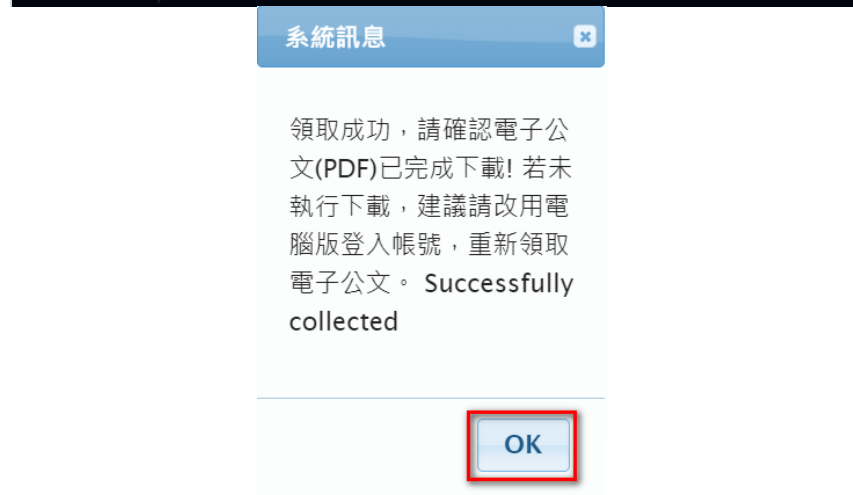 系統訊息
領取成功，請確認電子公
文(PDF)已完成下載! 若未
執行下載，建議請改用電
腦版登入帳號，重新領取
電子公文。 Successfully
collected
OK